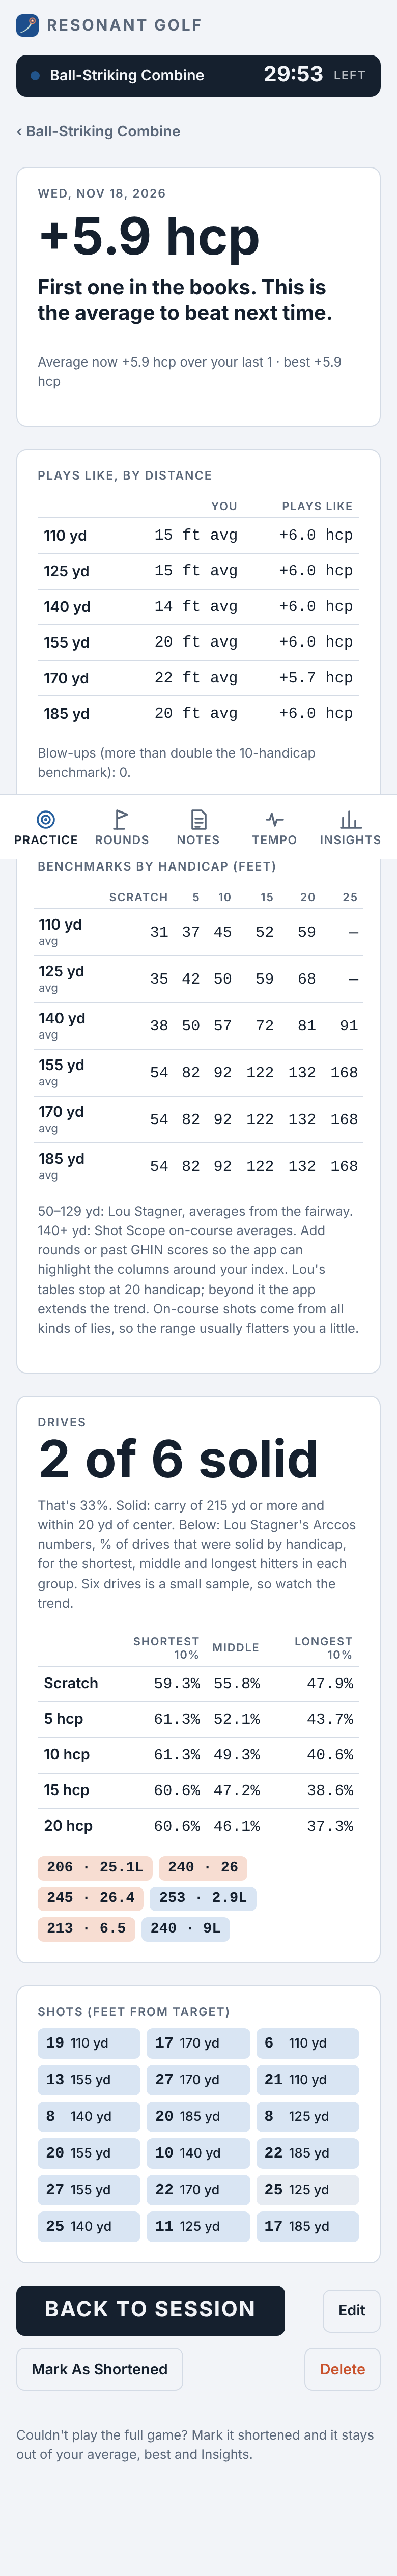 RESONANT GOLF
Ball-Striking Combine 29:53 LEFT
‹ Ball-Striking Combine
WED, NOV 18, 2026
+5.9 hcp
First one in the books. This is
the average to beat next time.
Average now +5.9 hcp over your last 1 · best +5.9
hcp
PLAYS LIKE, BY DISTANCE
YOU PLAYS LIKE
110 yd 15 ft avg +6.0 hcp
125 yd 15 ft avg +6.0 hcp
140 yd 14 ft avg +6.0 hcp
155 yd 20 ft avg +6.0 hcp
170 yd 22 ft avg +5.7 hcp
185 yd 20 ft avg +6.0 hcp
Blow-ups (more than double the 10-handicap
benchmark): 0.
PRACTICE ROUNDS NOTES TEMPO INSIGHTS
BENCHMARKS BY HANDICAP (FEET)
SCRATCH 5 10 15 20 25
110 yd 31 37 45 52 59 –
avg
125 yd 35 42 50 59 68 –
avg
140 yd 38 50 57 72 81 91
avg
155 yd 54 82 92 122 132 168
avg
170 yd 54 82 92 122 132 168
avg
185 yd 54 82 92 122 132 168
avg
50–129 yd: Lou Stagner, averages from the fairway.
140+ yd: Shot Scope on-course averages. Add
rounds or past GHIN scores so the app can
highlight the columns around your index. Lou's
tables stop at 20 handicap; beyond it the app
extends the trend. On-course shots come from all
kinds of lies, so the range usually flatters you a little.
DRIVES
2 of 6 solid
That's 33%. Solid: carry of 215 yd or more and
within 20 yd of center. Below: Lou Stagner's Arccos
numbers, % of drives that were solid by handicap,
for the shortest, middle and longest hitters in each
group. Six drives is a small sample, so watch the
trend.
SHORTEST 10% MIDDLE LONGEST 10%
Scratch 59.3% 55.8% 47.9%
5 hcp 61.3% 52.1% 43.7%
10 hcp 61.3% 49.3% 40.6%
15 hcp 60.6% 47.2% 38.6%
20 hcp 60.6% 46.1% 37.3%
206 · 25.1L 240 · 26
245 · 26.4 253 · 2.9L
213 · 6.5 240 · 9L
SHOTS (FEET FROM TARGET)
19 110 yd 17 170 yd 6 110 yd
13 155 yd 27 170 yd 21 110 yd
8 140 yd 20 185 yd 8 125 yd
20 155 yd 10 140 yd 22 185 yd
27 155 yd 22 170 yd 25 125 yd
25 140 yd 11 125 yd 17 185 yd
BACK TO SESSION Edit
Mark As Shortened Delete
Couldn't play the full game? Mark it shortened and it stays
out of your average, best and Insights.